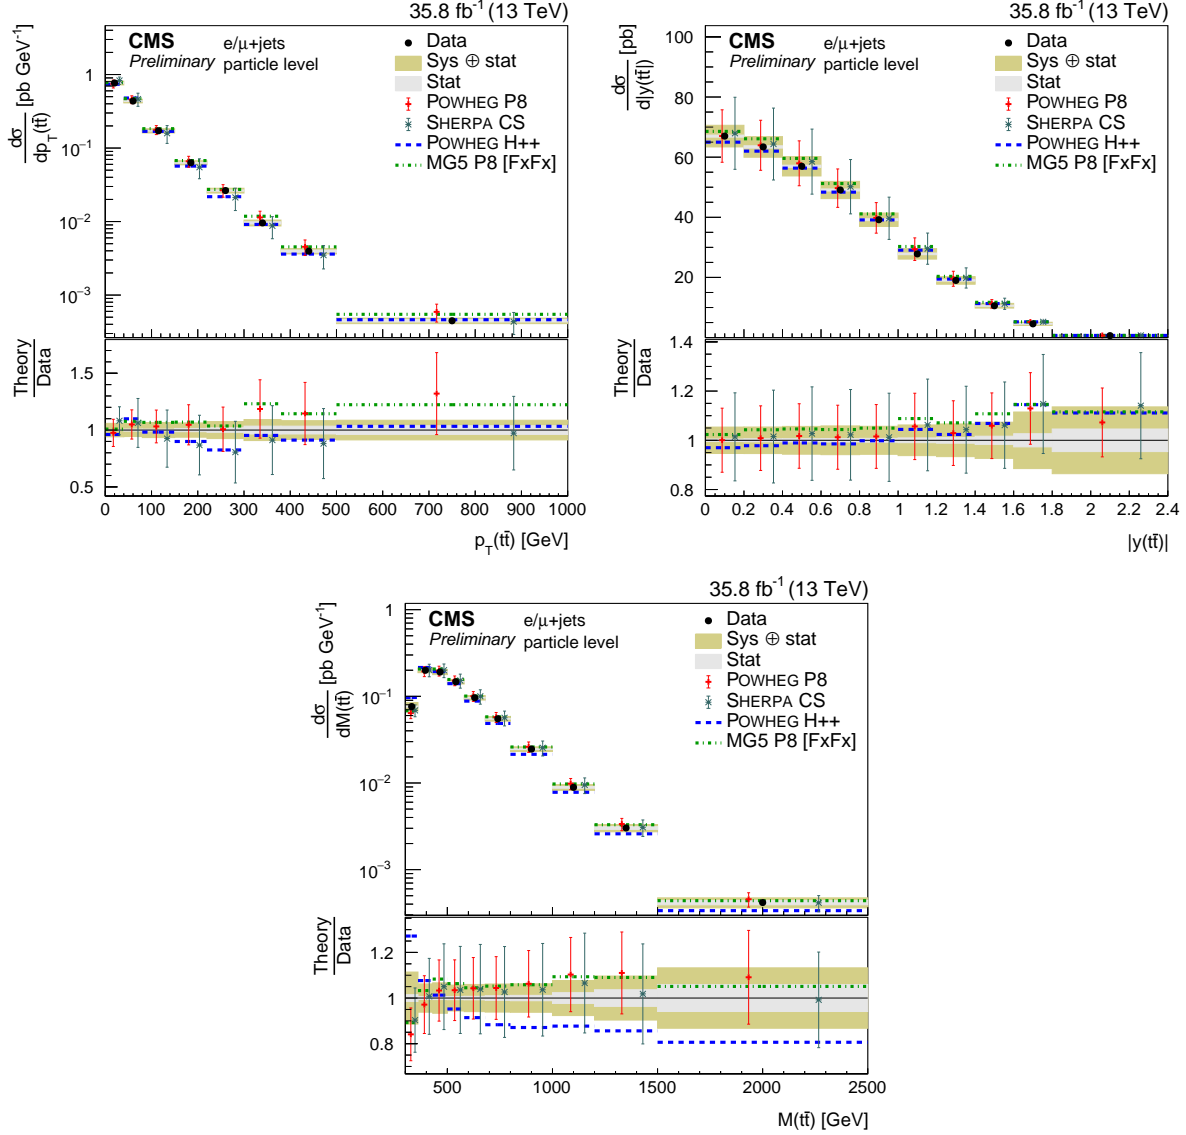 35.8 fb⁻¹ (13 TeV)
CMS
Preliminary
e/μ+jets
particle level
Data
Sys ⊕ stat
Stat
POWHEG P8
SHERPA CS
POWHEG H++
MG5 P8 [FxFx]
dσ/dp_T(tt̄) [pb GeV⁻¹]
1
10⁻¹
10⁻²
10⁻³
Theory
Data
1.5
1
0.5
0 100 200 300 400 500 600 700 800 900 1000
p_T(tt̄) [GeV]
35.8 fb⁻¹ (13 TeV)
CMS
Preliminary
e/μ+jets
particle level
Data
Sys ⊕ stat
Stat
POWHEG P8
SHERPA CS
POWHEG H++
MG5 P8 [FxFx]
dσ/d|y(tt̄)| [pb]
100
80
60
40
20
Theory
Data
1.4
1.2
1
0.8
0 0.2 0.4 0.6 0.8 1 1.2 1.4 1.6 1.8 2 2.2 2.4
|y(tt̄)|
35.8 fb⁻¹ (13 TeV)
CMS
Preliminary
e/μ+jets
particle level
Data
Sys ⊕ stat
Stat
POWHEG P8
SHERPA CS
POWHEG H++
MG5 P8 [FxFx]
dσ/dM(tt̄) [pb GeV⁻¹]
1
10⁻¹
10⁻²
10⁻³
Theory
Data
1.2
1
0.8
500 1000 1500 2000 2500
M(tt̄) [GeV]